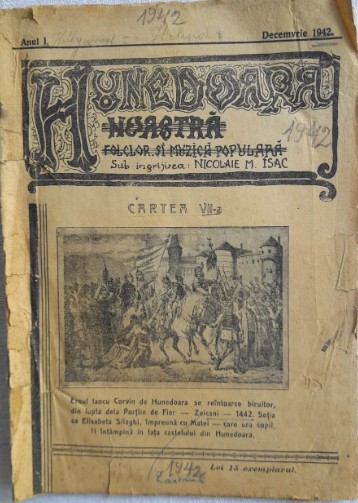 1942
Anul I.
Decemvrie 1942.
HUNEDOARA
NOASTRĂ
1942
FOLCLOR ȘI MUZICĂ POPULARĂ
Sub îngrijirea: NICOLAIE M. ISAC
CARTEA VII-a
Eroul Iancu Corvin de Hunedoara se reîntoarce biruitor,
din lupta dela Porțile de Fier — Zeicani — 1442. Soția
sa Elisabeta Silaghi, împreună cu Matei — care era copil,
îl întâmpină în fața castelului din Hunedoara.
1942
Lei 15 exemplarul.